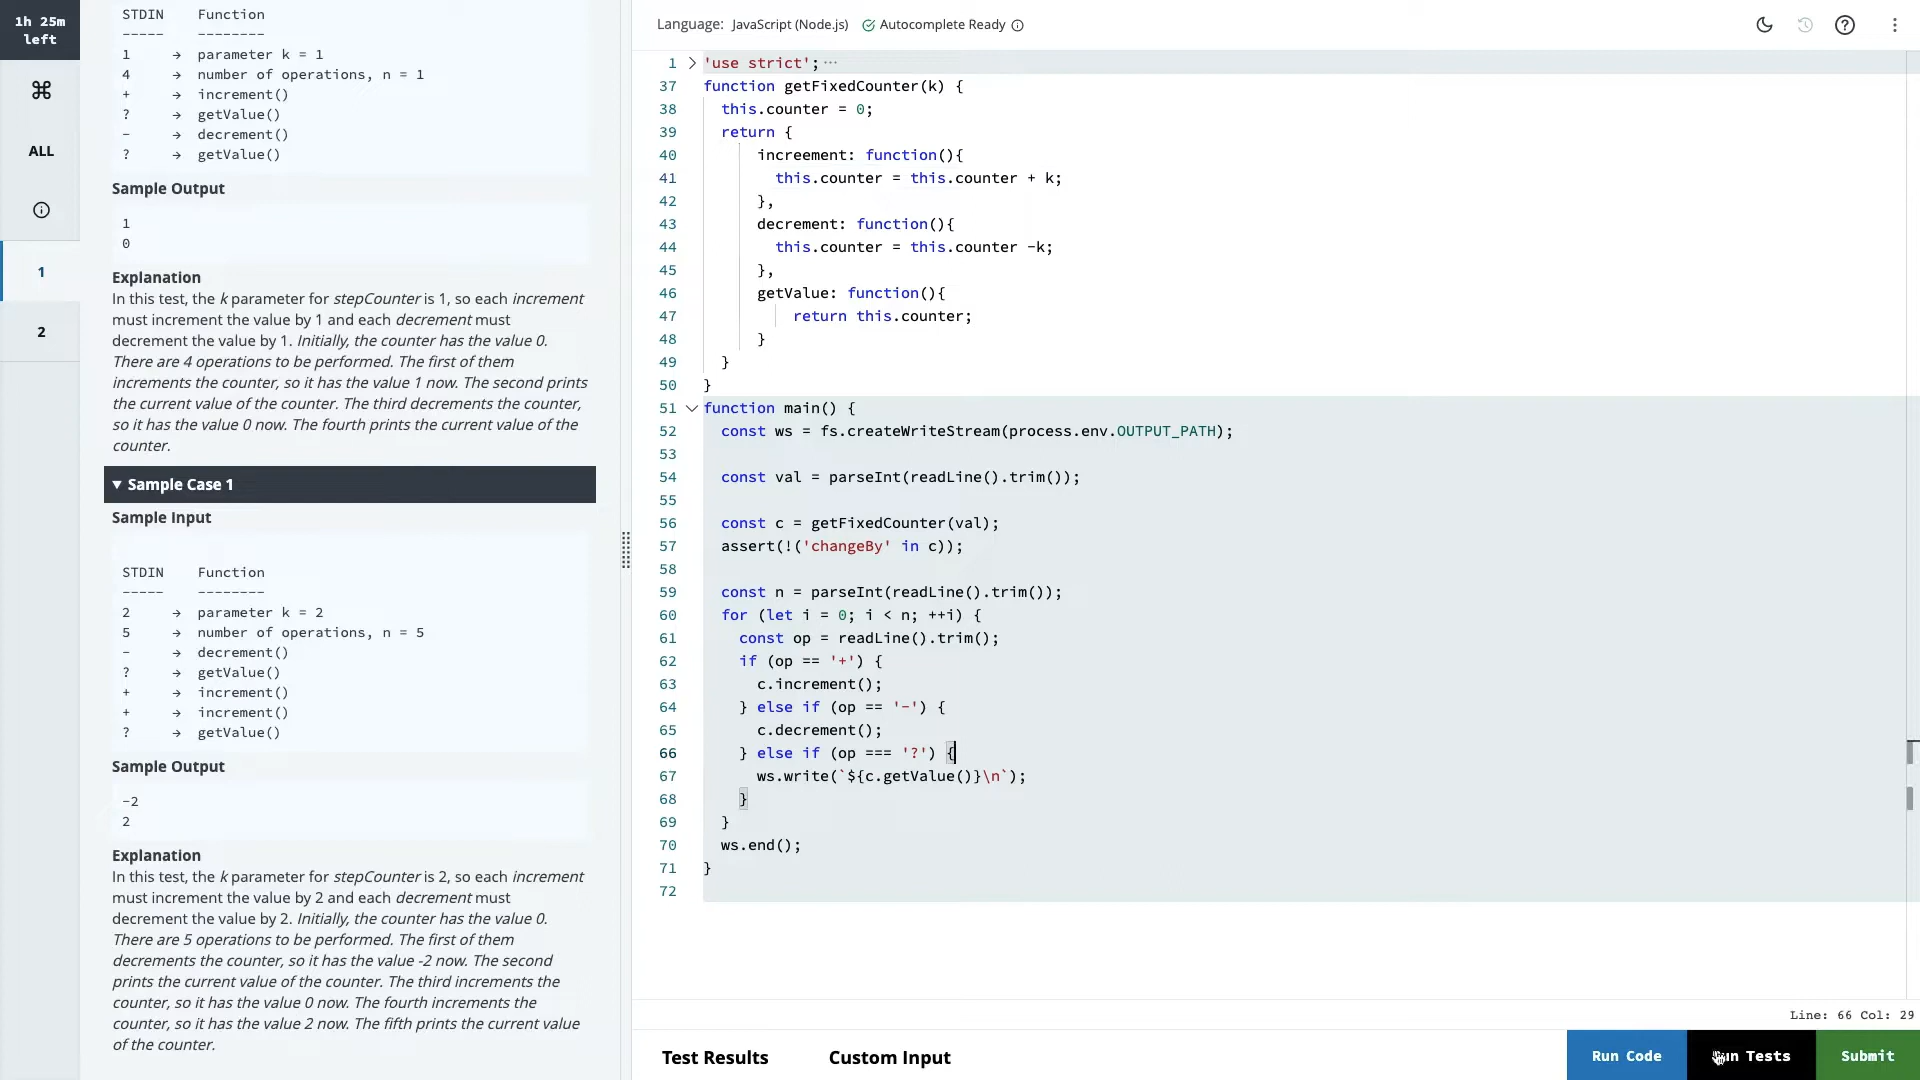 1h 25m
left
ALL
1
2
STDIN Function
----- --------
1 → parameter k = 1
4 → number of operations, n = 1
+ → increment()
? → getValue()
- → decrement()
? → getValue()
Sample Output
1
0
Explanation
In this test, the k parameter for stepCounter is 1, so each increment
must increment the value by 1 and each decrement must
decrement the value by 1. Initially, the counter has the value 0.
There are 4 operations to be performed. The first of them
increments the counter, so it has the value 1 now. The second prints
the current value of the counter. The third decrements the counter,
so it has the value 0 now. The fourth prints the current value of the
counter.
▼ Sample Case 1
Sample Input
STDIN Function
----- --------
2 → parameter k = 2
5 → number of operations, n = 5
- → decrement()
? → getValue()
+ → increment()
+ → increment()
? → getValue()
Sample Output
-2
2
Explanation
In this test, the k parameter for stepCounter is 2, so each increment
must increment the value by 2 and each decrement must
decrement the value by 2. Initially, the counter has the value 0.
There are 5 operations to be performed. The first of them
decrements the counter, so it has the value -2 now. The second
prints the current value of the counter. The third increments the
counter, so it has the value 0 now. The fourth increments the
counter, so it has the value 2 now. The fifth prints the current value
of the counter.
Language: JavaScript (Node.js) Autocomplete Ready
1 'use strict';···
37 function getFixedCounter(k) {
38 this.counter = 0;
39 return {
40 increement: function(){
41 this.counter = this.counter + k;
42 },
43 decrement: function(){
44 this.counter = this.counter -k;
45 },
46 getValue: function(){
47 return this.counter;
48 }
49 }
50 }
51 function main() {
52 const ws = fs.createWriteStream(process.env.OUTPUT_PATH);
53
54 const val = parseInt(readLine().trim());
55
56 const c = getFixedCounter(val);
57 assert(!('changeBy' in c));
58
59 const n = parseInt(readLine().trim());
60 for (let i = 0; i < n; ++i) {
61 const op = readLine().trim();
62 if (op == '+') {
63 c.increment();
64 } else if (op == '-') {
65 c.decrement();
66 } else if (op === '?') {
67 ws.write(`${c.getValue()}\n`);
68 }
69 }
70 ws.end();
71 }
72
Line: 66 Col: 29
Test Results Custom Input Run Code Run Tests Submit